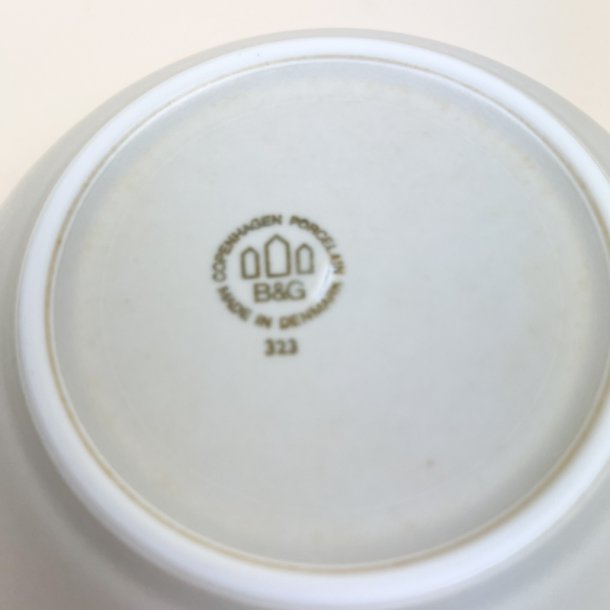 COPENHAGEN PORCELAIN
B&G
MADE IN DENMARK
323